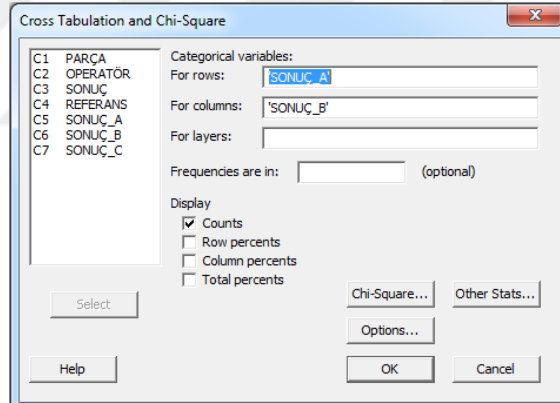 Cross Tabulation and Chi-Square
C1 PARÇA
C2 OPERATÖR
C3 SONUÇ
C4 REFERANS
C5 SONUÇ_A
C6 SONUÇ_B
C7 SONUÇ_C
Categorical variables:
For rows: 'SONUÇ_A'
For columns: 'SONUÇ_B'
For layers:
Frequencies are in: (optional)
Display
Counts
Row percents
Column percents
Total percents
Select
Chi-Square... Other Stats...
Options...
Help OK Cancel